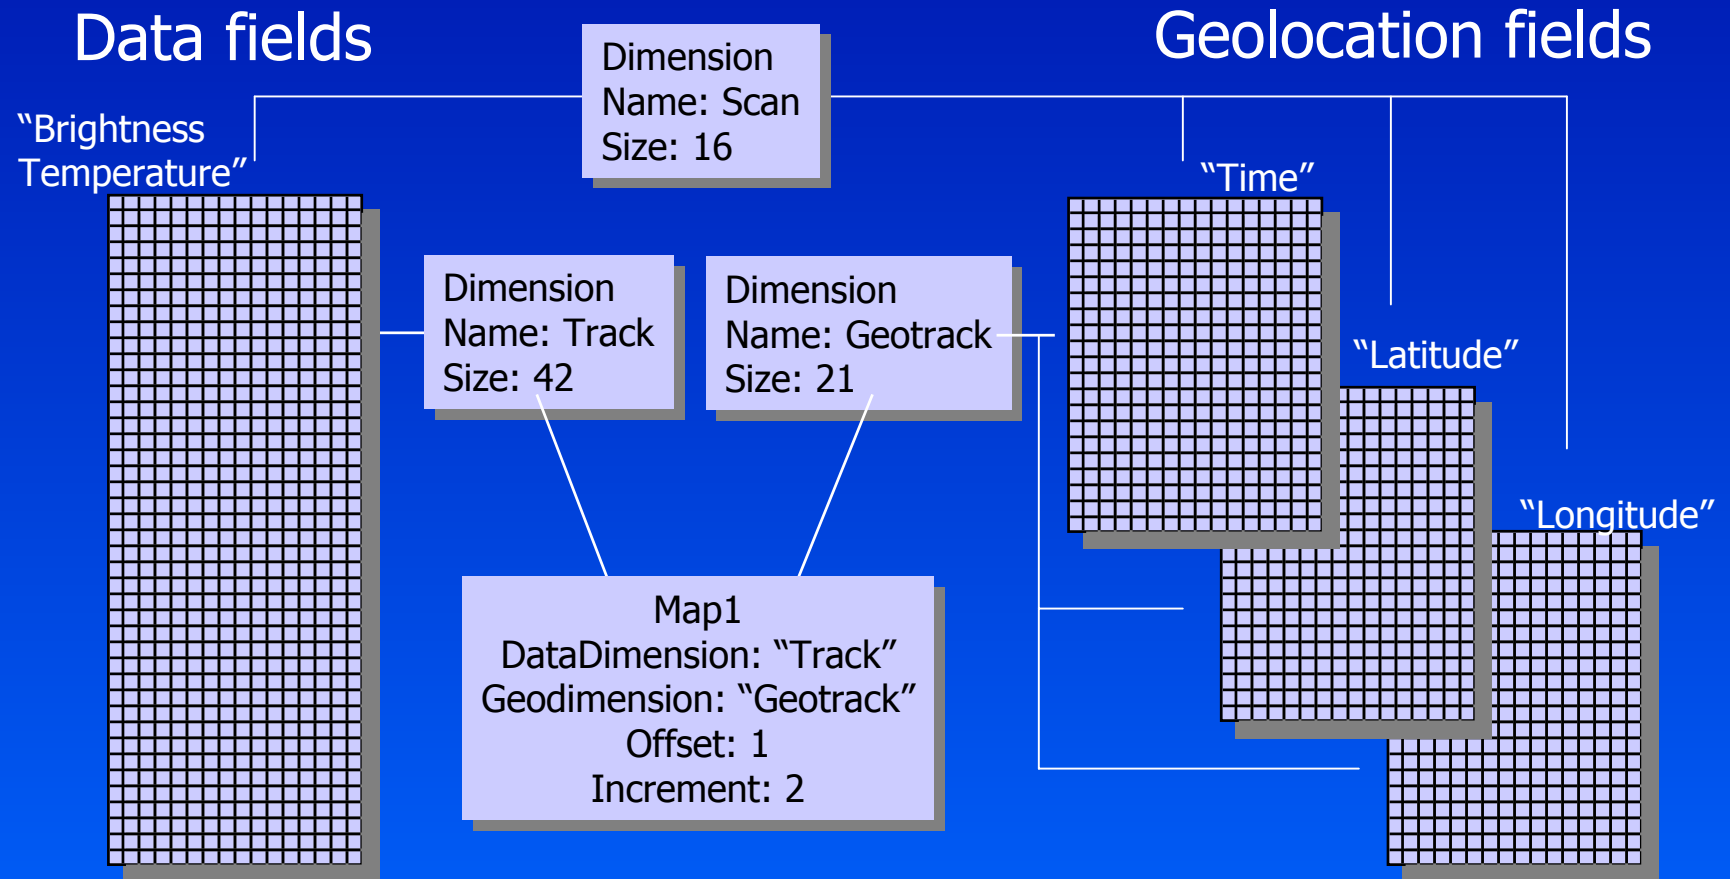 Data fields
Geolocation fields
Dimension
Name: Scan
Size: 16
“Brightness
Temperature”
“Time”
Dimension
Name: Track
Size: 42
Dimension
Name: Geotrack
Size: 21
“Latitude”
“Longitude”
Map1
DataDimension: “Track”
Geodimension: “Geotrack”
Offset: 1
Increment: 2